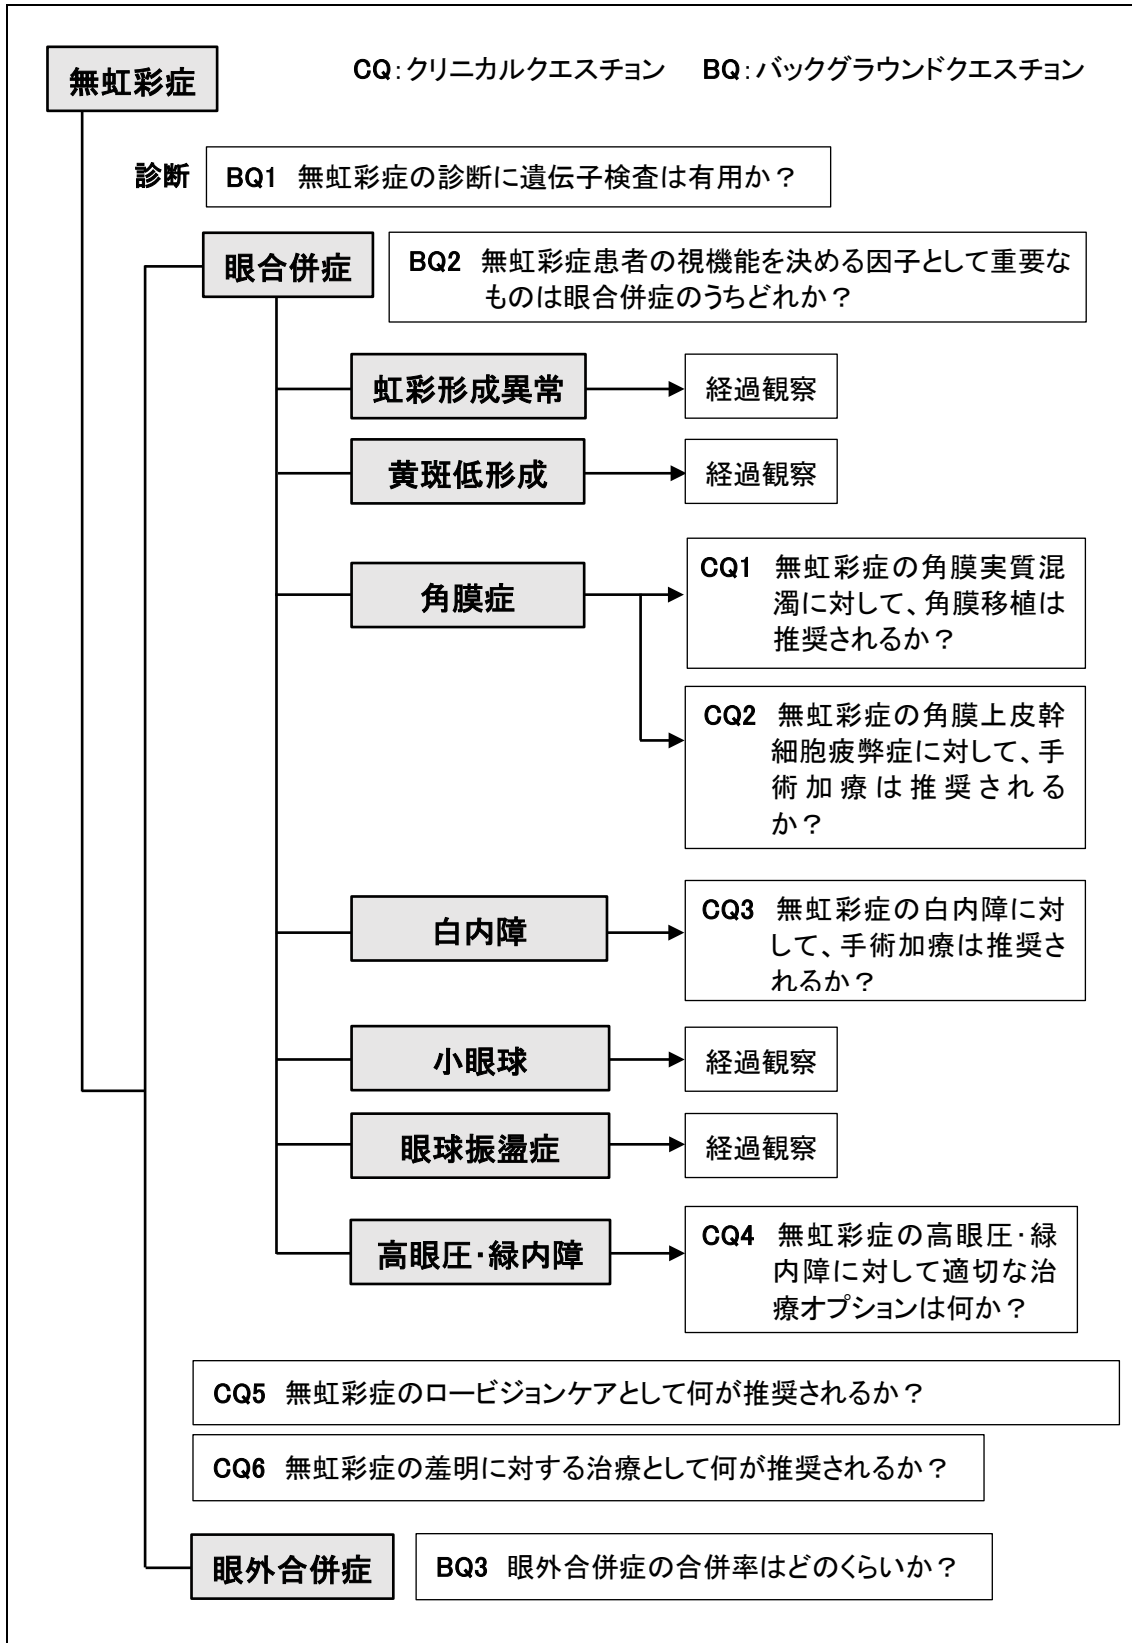 無虹彩症
CQ:クリニカルクエスチョン BQ:バックグラウンドクエスチョン
診断
BQ1 無虹彩症の診断に遺伝子検査は有用か？
眼合併症
BQ2 無虹彩症患者の視機能を決める因子として重要な
ものは眼合併症のうちどれか？
虹彩形成異常
経過観察
黄斑低形成
経過観察
角膜症
CQ1 無虹彩症の角膜実質混
濁に対して、角膜移植は
推奨されるか？
CQ2 無虹彩症の角膜上皮幹
細胞疲弊症に対して、手
術加療は推奨される
か？
白内障
CQ3 無虹彩症の白内障に対
して、手術加療は推奨さ
れるか？
小眼球
経過観察
眼球振盪症
経過観察
高眼圧・緑内障
CQ4 無虹彩症の高眼圧・緑
内障に対して適切な治
療オプションは何か？
CQ5 無虹彩症のロービジョンケアとして何が推奨されるか？
CQ6 無虹彩症の羞明に対する治療として何が推奨されるか？
眼外合併症
BQ3 眼外合併症の合併率はどのくらいか？